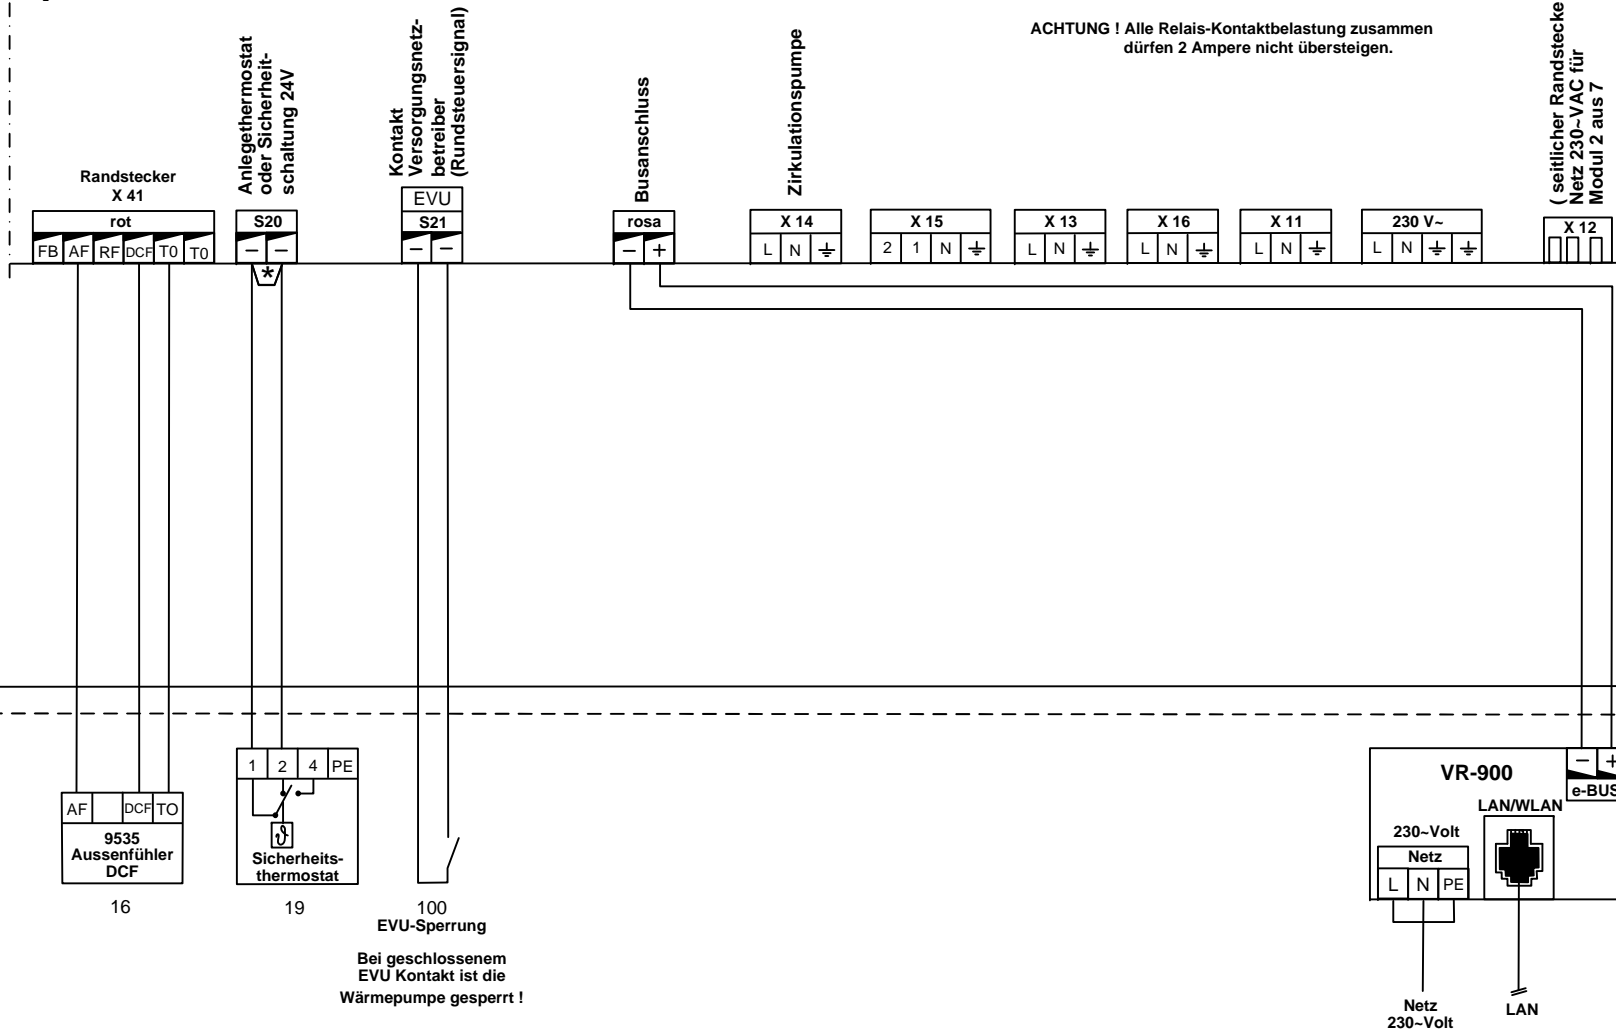 ACHTUNG ! Alle Relais-Kontaktbelastung zusammen
dürfen 2 Ampere nicht übersteigen.
Randstecker
X 41
rot
FB AF RF DCF T0 T0
Anlegethermostat
oder Sicherheit-
schaltung 24V
S20
– –
*
Kontakt
Versorgungsnetz-
betreiber
(Rundsteuersignal)
EVU
S21
– –
Busanschluss
rosa
– +
Zirkulationspumpe
X 14
L N
X 15
2 1 N
X 13
L N
X 16
L N
X 11
L N
230 V~
L N
( seitlicher Randstecke
Netz 230~VAC für
Modul 2 aus 7
X 12
AF DCF TO
9535
Aussenfühler
DCF
16
1 2 4 PE
ϑ
Sicherheits-
thermostat
19
100
EVU-Sperrung
Bei geschlossenem
EVU Kontakt ist die
Wärmepumpe gesperrt !
VR-900
– +
e-BUS
LAN/WLAN
230~Volt
Netz
L N PE
Netz
230~Volt
LAN